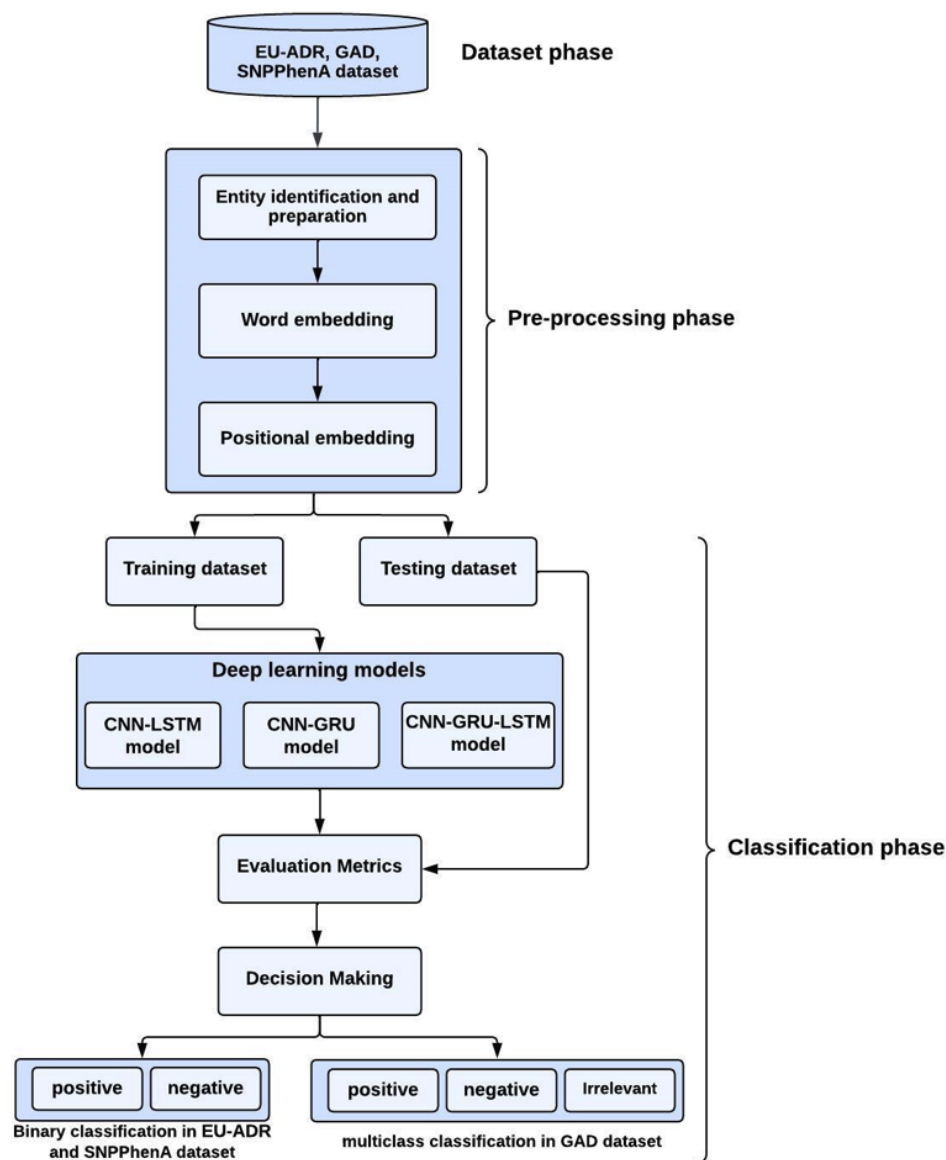 EU-ADR, GAD,
SNPPhenA dataset
Dataset phase
Entity identification and
preparation
Word embedding
Pre-processing phase
Positional embedding
Training dataset
Testing dataset
Deep learning models
CNN-LSTM
model
CNN-GRU
model
CNN-GRU-LSTM
model
Evaluation Metrics
Classification phase
Decision Making
positive
negative
positive
negative
Irrelevant
Binary classification in EU-ADR
and SNPPhenA dataset
multiclass classification in GAD dataset